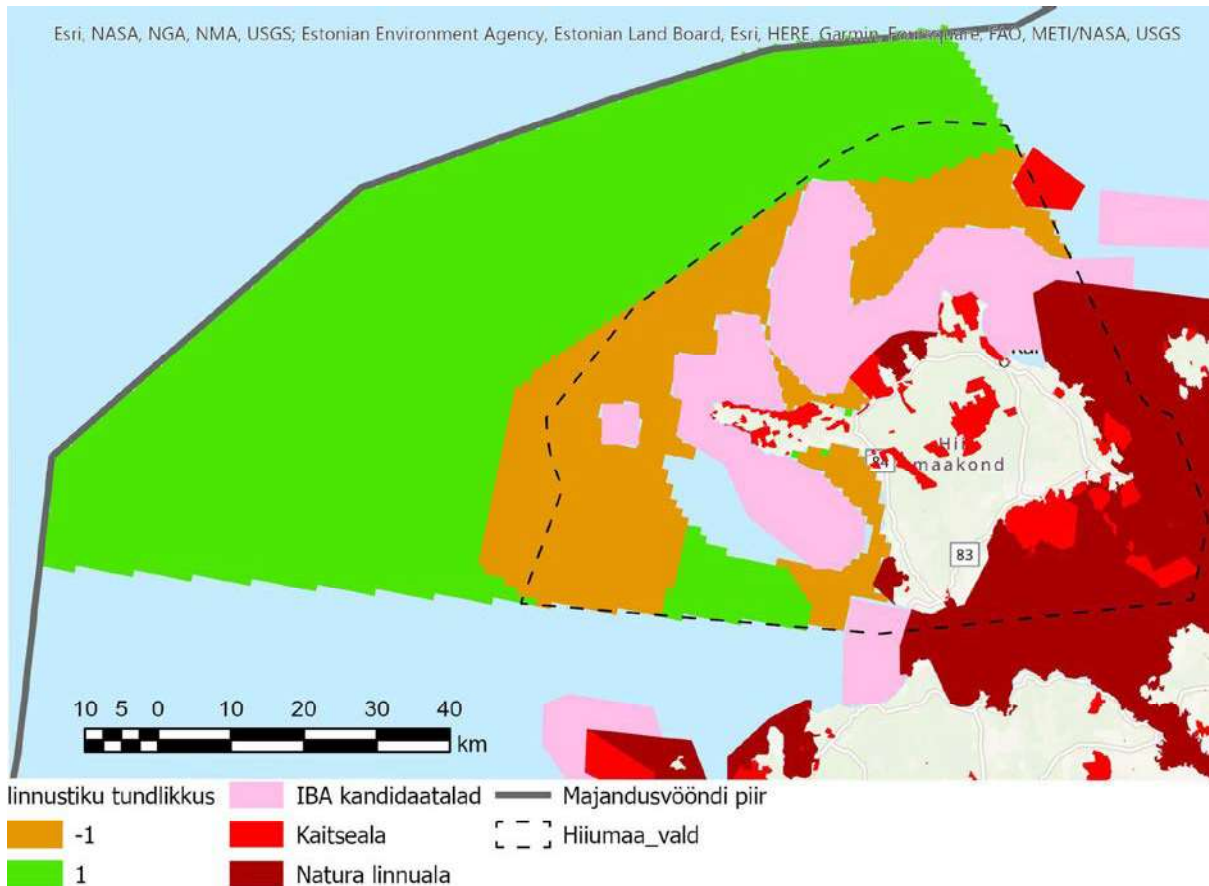 Esri, NASA, NGA, NMA, USGS; Estonian Environment Agency, Estonian Land Board, Esri, HERE, Garmin, Foursquare, FAO, METI/NASA, USGS
84
maakond
83
10 5 0 10 20 30 40
km
linnustiku tundlikkus
-1
1
IBA kandidaatalad
Kaitseala
Natura linnuala
Majandusvööndi piir
Hiiumaa_vald